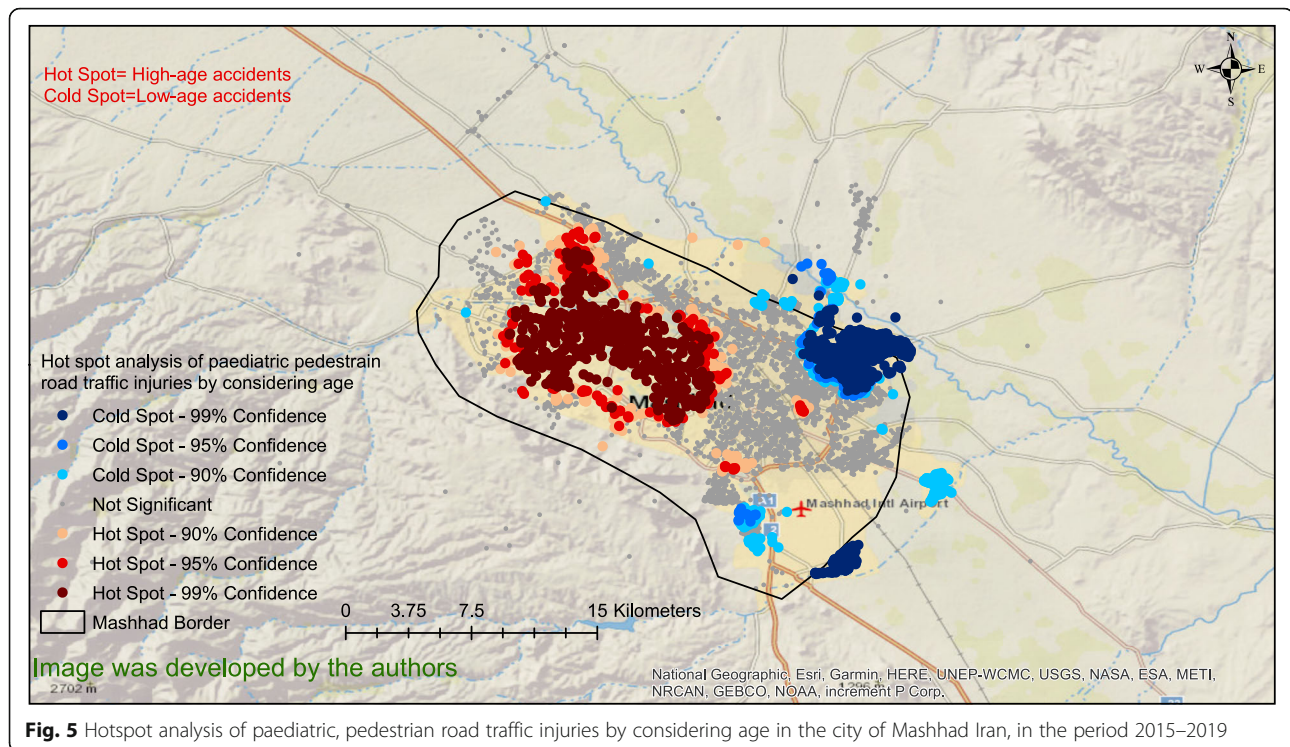 Hot Spot= High-age accidents
Cold Spot=Low-age accidents
N
W E
S
Hot spot analysis of paediatric pedestrain
road traffic injuries by considering age
Cold Spot - 99% Confidence
Cold Spot - 95% Confidence
Cold Spot - 90% Confidence
Not Significant
Hot Spot - 90% Confidence
Hot Spot - 95% Confidence
Hot Spot - 99% Confidence
Mashhad Border
0 3.75 7.5 15 Kilometers
A1
Mashhad Intl Airport
2
Image was developed by the authors
2702 m
National Geographic, Esri, Garmin, HERE, UNEP-WCMC, USGS, NASA, ESA, METI,
NRCAN, GEBCO, NOAA, increment P Corp.
Fig. 5 Hotspot analysis of paediatric, pedestrian road traffic injuries by considering age in the city of Mashhad Iran, in the period 2015–2019